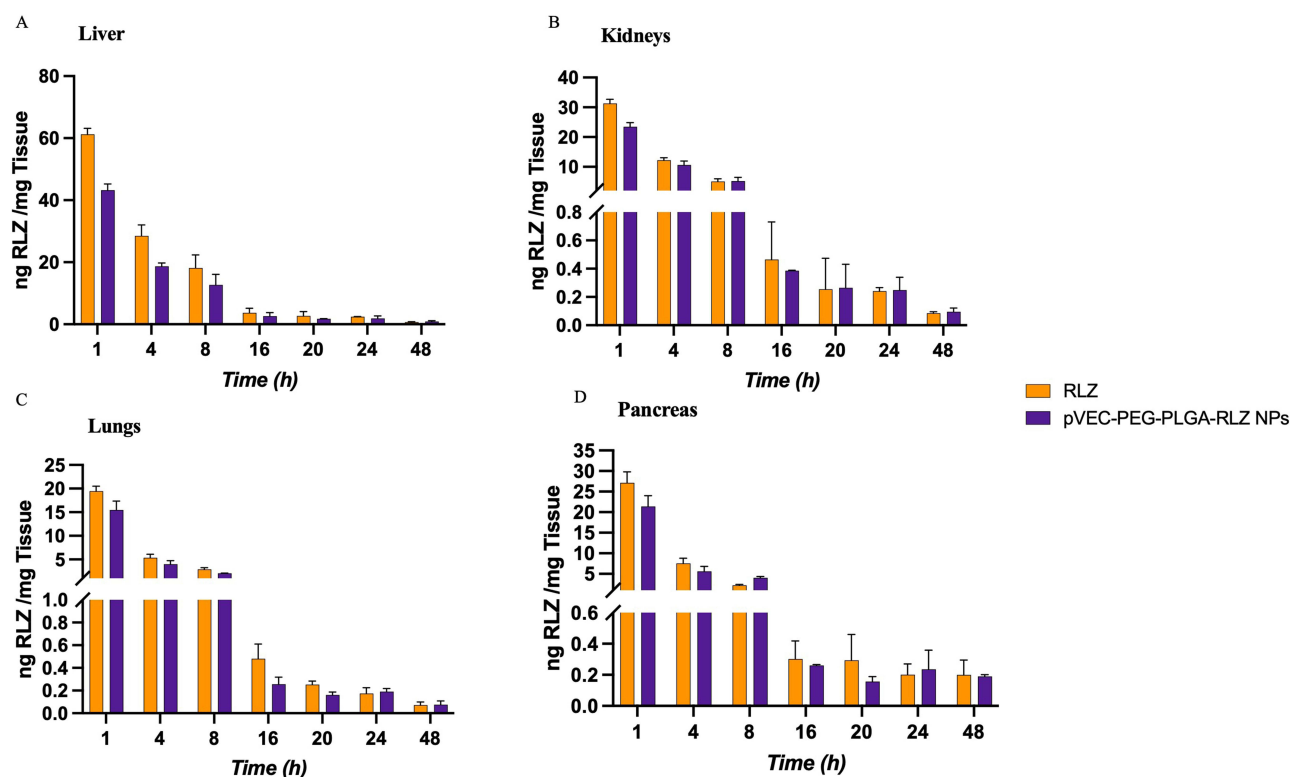 A
Liver
ng RLZ /mg Tissue
80
60
40
20
0
1 4 8 16 20 24 48
Time (h)
B
Kidneys
ng RLZ /mg Tissue
40
30
20
10
0.8
0.6
0.4
0.2
0.0
1 4 8 16 20 24 48
Time (h)
C
Lungs
ng RLZ /mg Tissue
25
20
15
10
5
1.0
0.8
0.6
0.4
0.2
0.0
1 4 8 16 20 24 48
Time (h)
D
Pancreas
ng RLZ /mg Tissue
35
30
25
20
15
10
5
0.6
0.4
0.2
0.0
1 4 8 16 20 24 48
Time (h)
RLZ
pVEC-PEG-PLGA-RLZ NPs